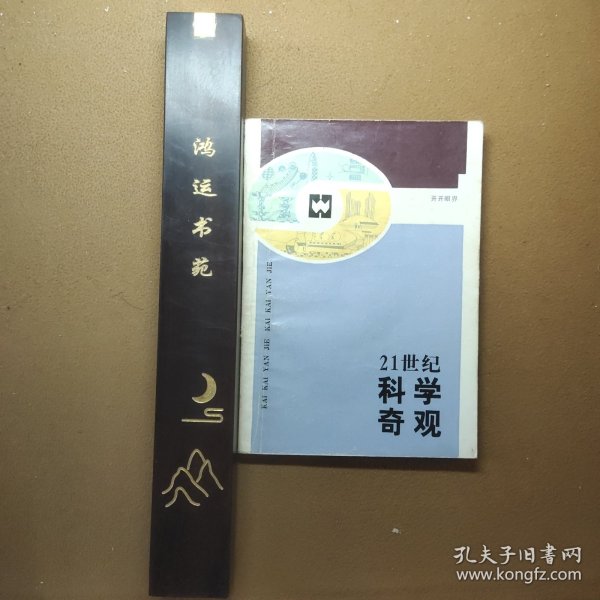 鸿运书苑
开开眼界
KAI KAI YAN JIE KAI KAI YAN JIE
21世纪
科学
奇观
孔夫子旧书网
www.kongfz.com